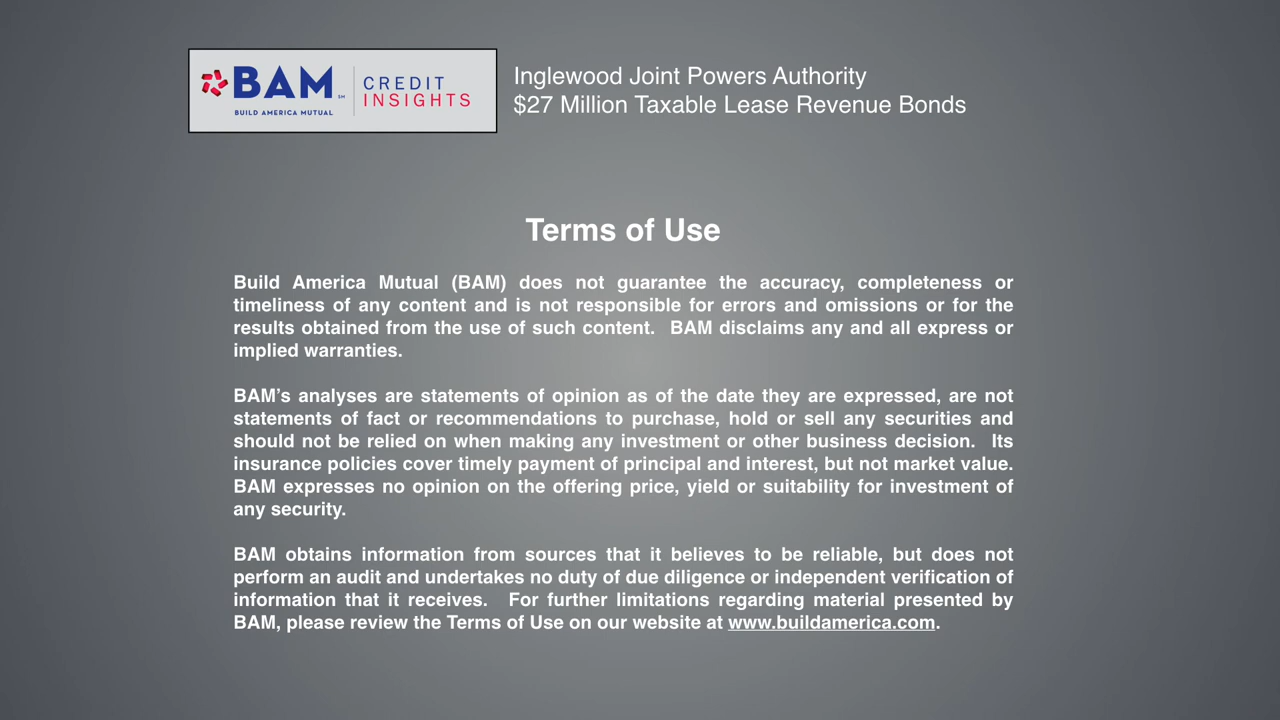 BAM SM
BUILD AMERICA MUTUAL
CREDIT
INSIGHTS
Inglewood Joint Powers Authority
$27 Million Taxable Lease Revenue Bonds
Terms of Use
Build America Mutual (BAM) does not guarantee the accuracy, completeness or
timeliness of any content and is not responsible for errors and omissions or for the
results obtained from the use of such content. BAM disclaims any and all express or
implied warranties.
BAM’s analyses are statements of opinion as of the date they are expressed, are not
statements of fact or recommendations to purchase, hold or sell any securities and
should not be relied on when making any investment or other business decision. Its
insurance policies cover timely payment of principal and interest, but not market value.
BAM expresses no opinion on the offering price, yield or suitability for investment of
any security.
BAM obtains information from sources that it believes to be reliable, but does not
perform an audit and undertakes no duty of due diligence or independent verification of
information that it receives. For further limitations regarding material presented by
BAM, please review the Terms of Use on our website at www.buildamerica.com.